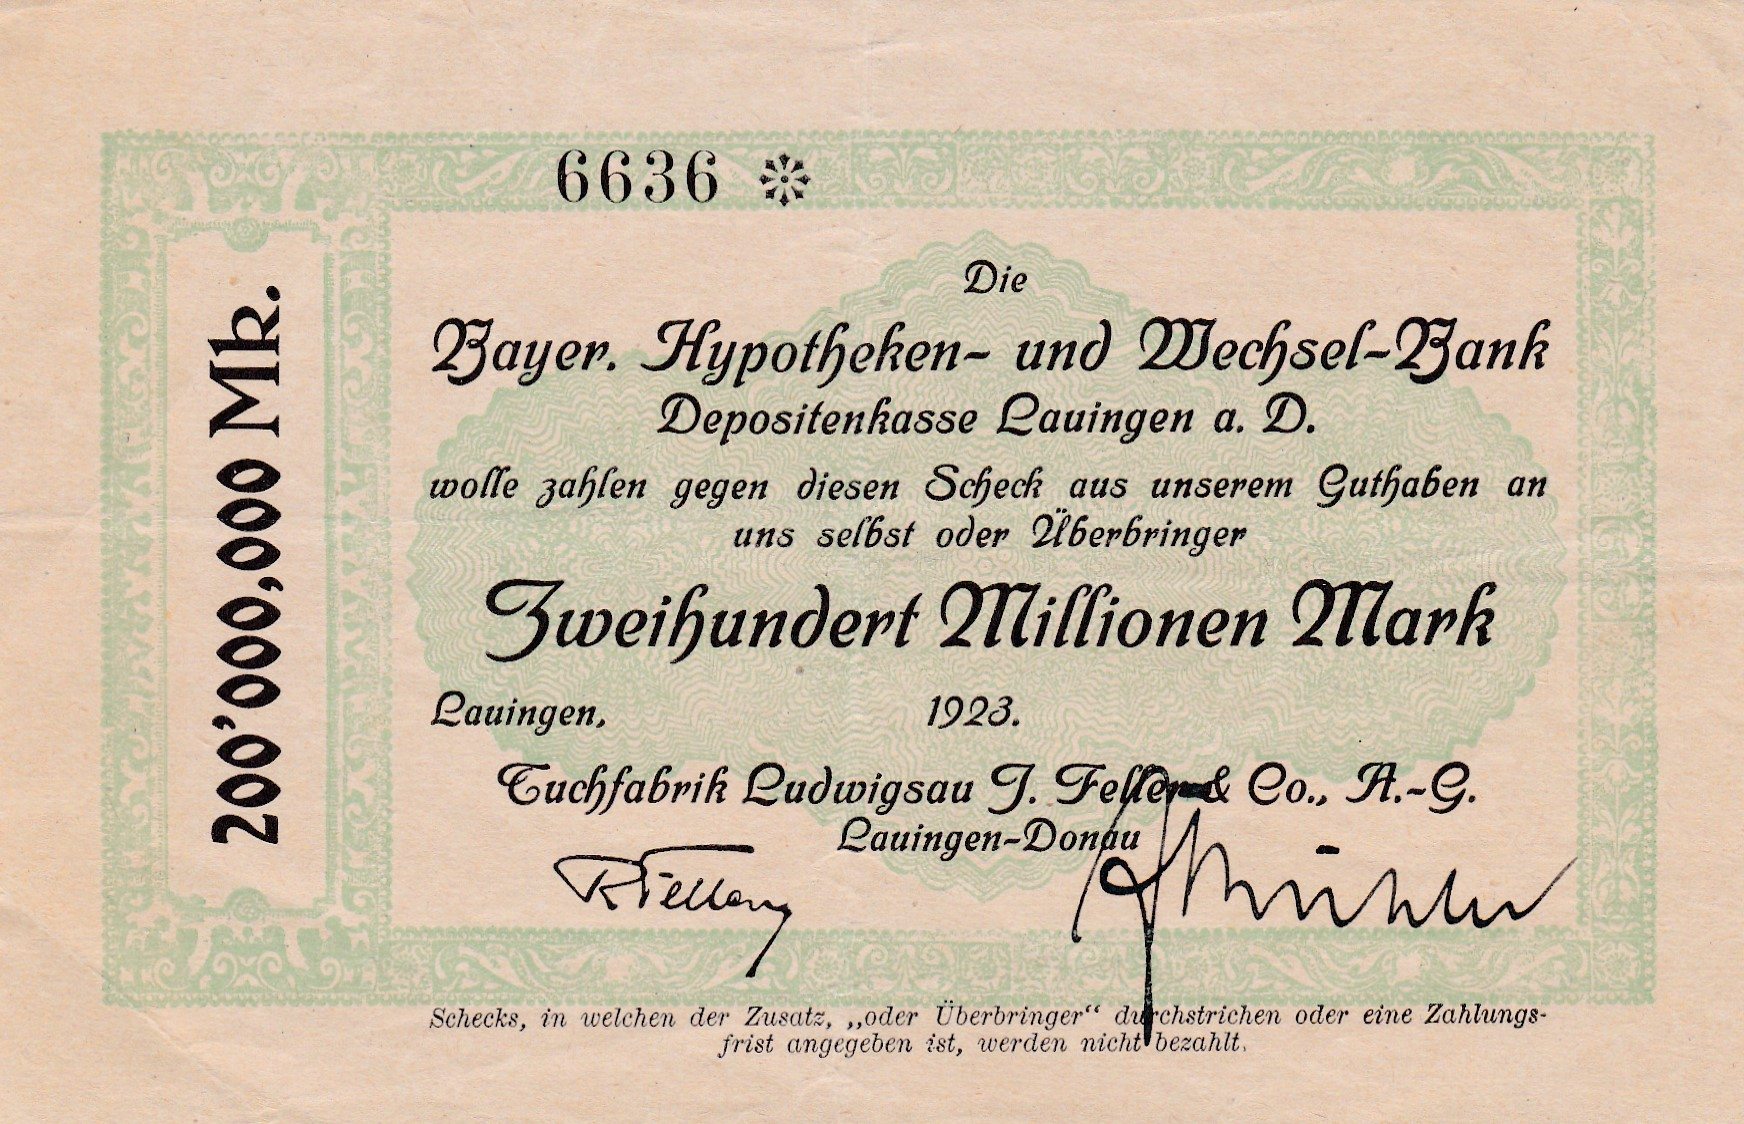 6636
200'000,000 Mk.
Die
Bayer. Hypotheken- und Wechsel-Bank
Depositenkasse Lauingen a. D.
wolle zahlen gegen diesen Scheck aus unserem Guthaben an
uns selbst oder Überbringer
Zweihundert Millionen Mark
Lauingen, 1923.
Tuchfabrik Ludwigsau J. Feller & Co., A.-G.
Lauingen-Donau
Schecks, in welchen der Zusatz, „oder Überbringer“ durchstrichen oder eine Zahlungs-
frist angegeben ist, werden nicht bezahlt.